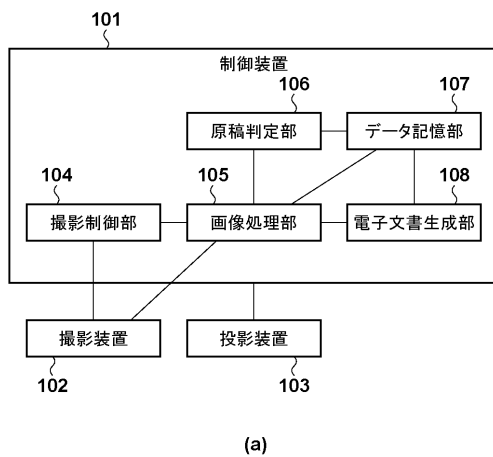 101
制御装置
106
107
原稿判定部
データ記憶部
104
105
108
撮影制御部
画像処理部
電子文書生成部
撮影装置
投影装置
102
103
(a)